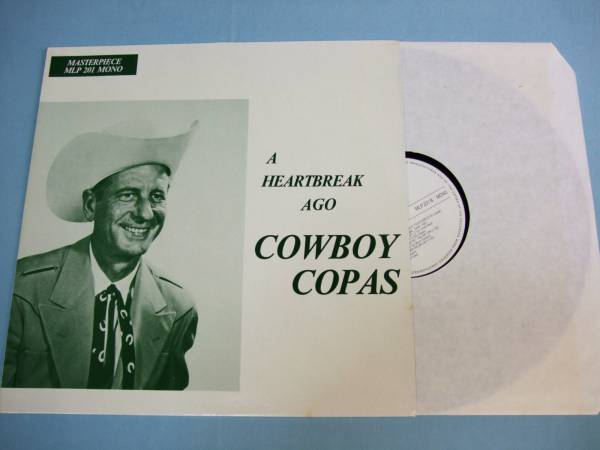 MASTERPIECE
MLP 201 MONO
A
HEARTBREAK
AGO
COWBOY
COPAS